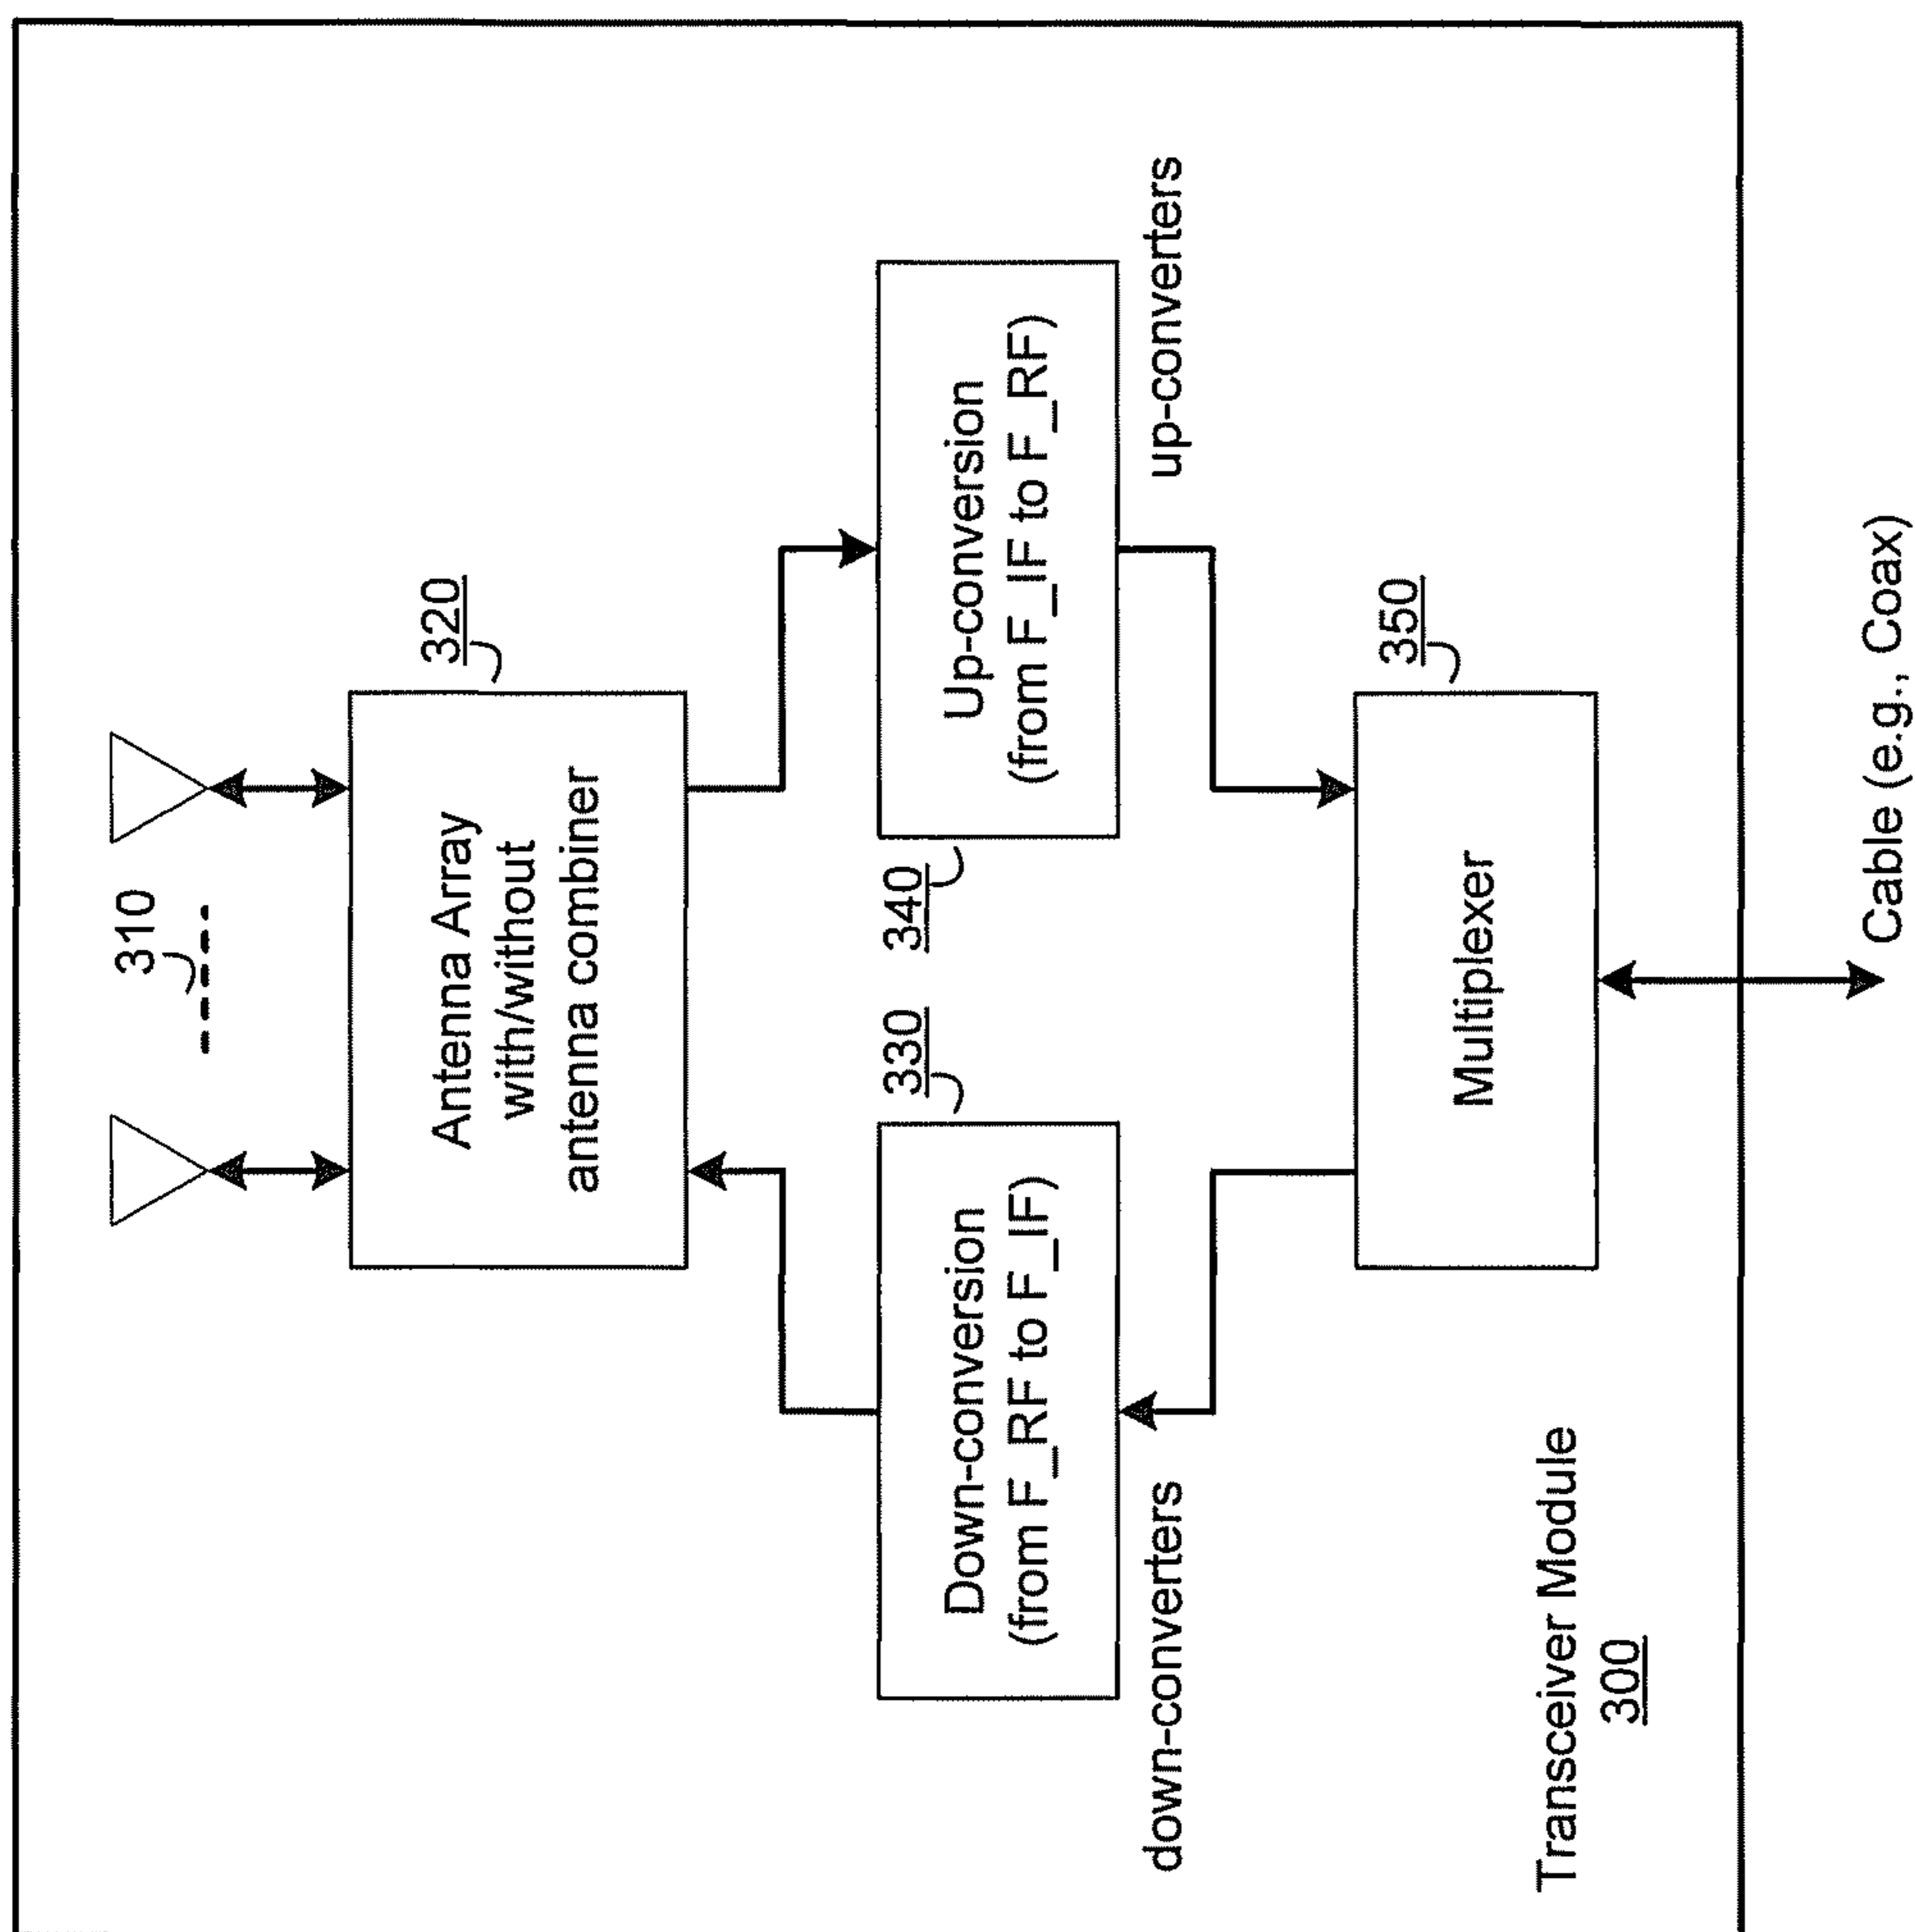 310
320
Antenna Array
with/without
antenna combiner
330
Down-conversion
(from F_RF to F_IF)
down-converters
340
Up-conversion
(from F_IF to F_RF)
up-converters
350
Multiplexer
Transceiver Module
300
Cable (e.g., Coax)